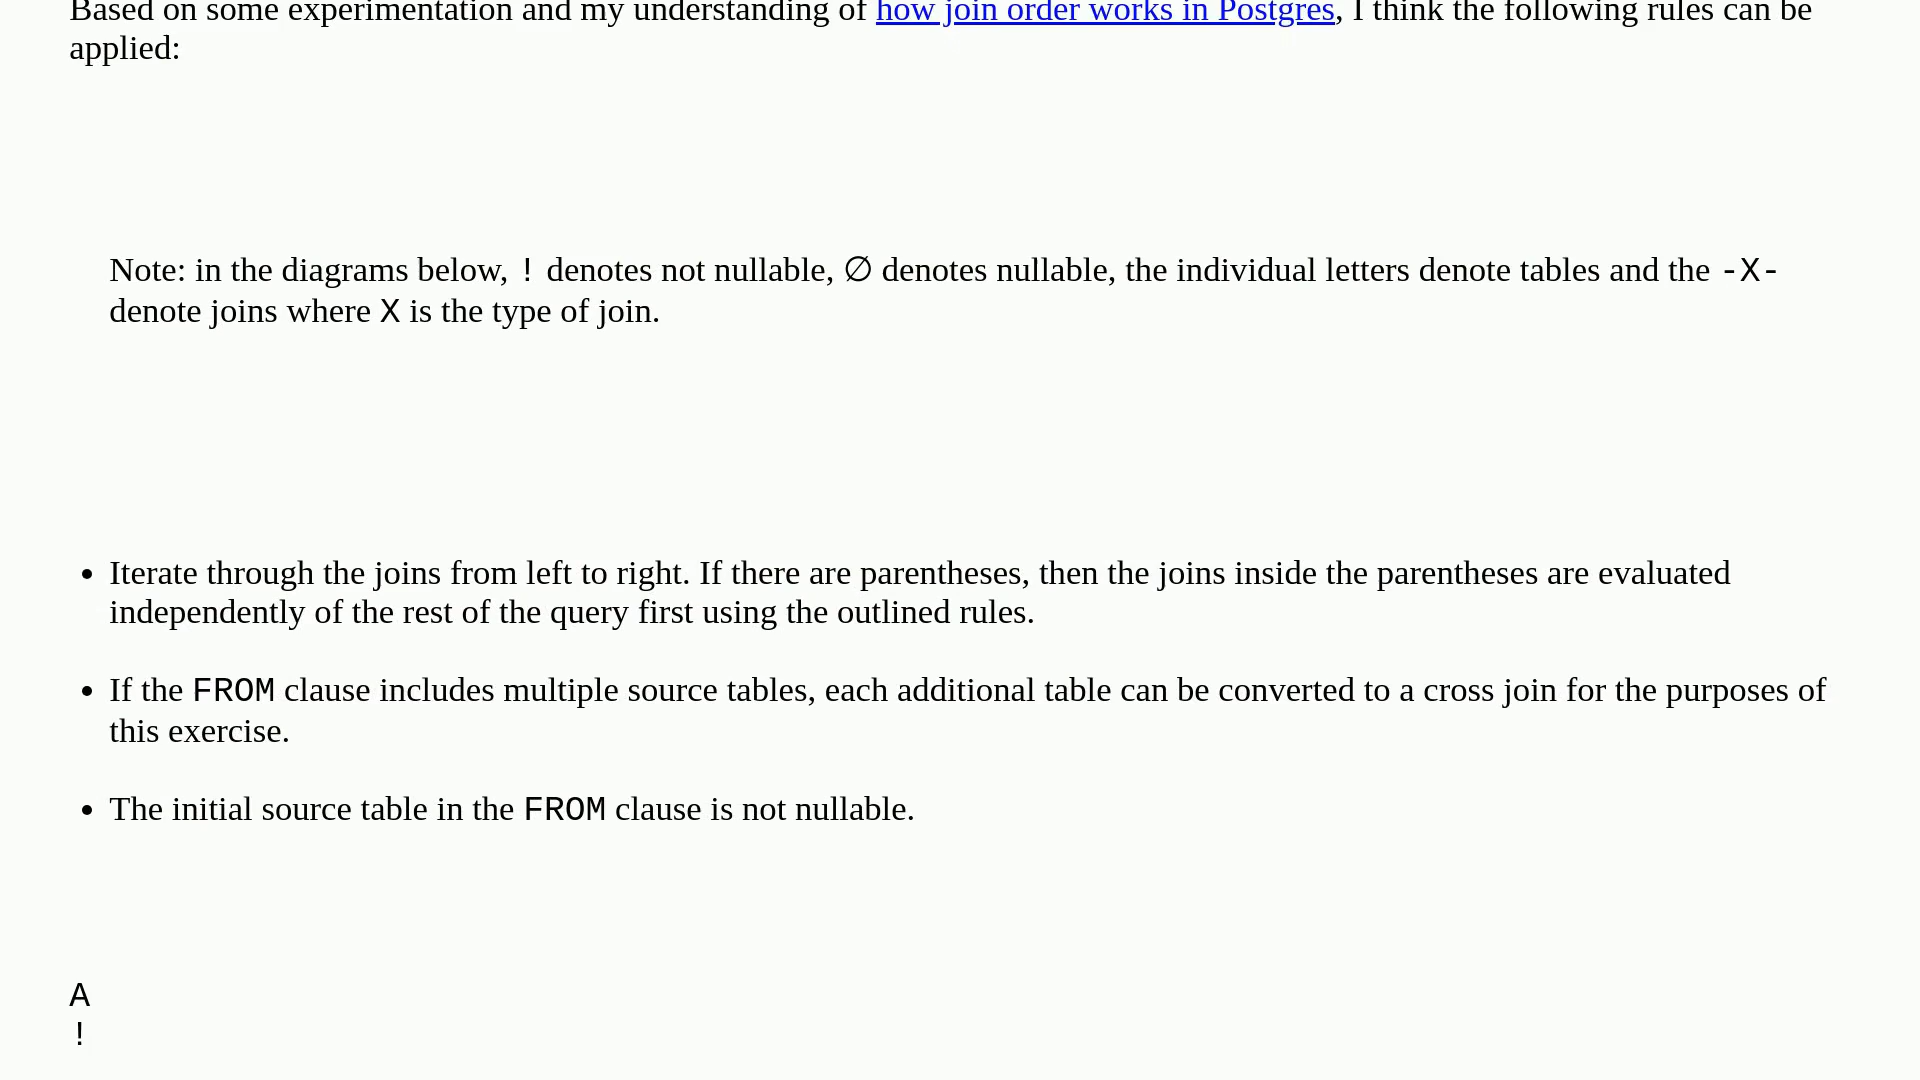 Based on some experimentation and my understanding of how join order works in Postgres, I think the following rules can be
applied:
Note: in the diagrams below, ! denotes not nullable, ∅ denotes nullable, the individual letters denote tables and the -X-
denote joins where X is the type of join.
• Iterate through the joins from left to right. If there are parentheses, then the joins inside the parentheses are evaluated
independently of the rest of the query first using the outlined rules.
• If the FROM clause includes multiple source tables, each additional table can be converted to a cross join for the purposes of
this exercise.
• The initial source table in the FROM clause is not nullable.
A
!